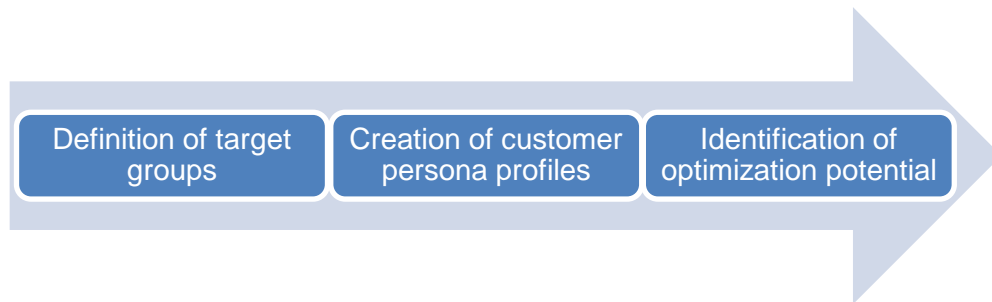 Definition of target
groups
Creation of customer
persona profiles
Identification of
optimization potential